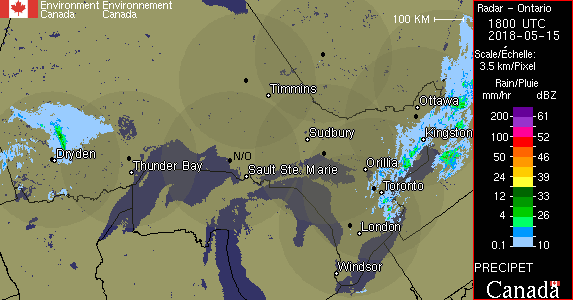 Environment Environnement
Canada Canada
100 KM
Timmins
Ottawa
Sudbury
Kingston
Dryden
N/O
Thunder Bay
Sault Ste. Marie
Orillia
Toronto
London
Windsor
Radar - Ontario
1800 UTC
2018-05-15
Scale/Échelle:
3.5 km/Pixel
Rain/Pluie
mm/hr dBZ
200 61
100 52
50 46
24 39
12 33
4 26
0.1 10
PRECIPET
Canada